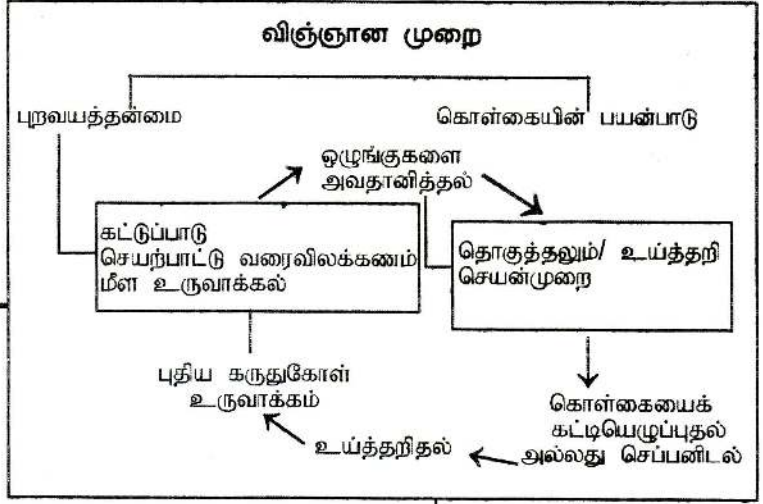 விஞ்ஞான முறை
புறவயத்தன்மை
கொள்கையின் பயன்பாடு
ஒழுங்குகளை
அவதானித்தல்
கட்டுப்பாடு
செயற்பாட்டு வரைவிலக்கணம்
மீள உருவாக்கல்
தொகுத்தலும்/ உய்த்தறி
செயன்முறை
புதிய கருதுகோள்
உருவாக்கம்
கொள்கையைக்
கட்டியெழுப்புதல்
அல்லது செப்பனிடல்
உய்த்தறிதல்